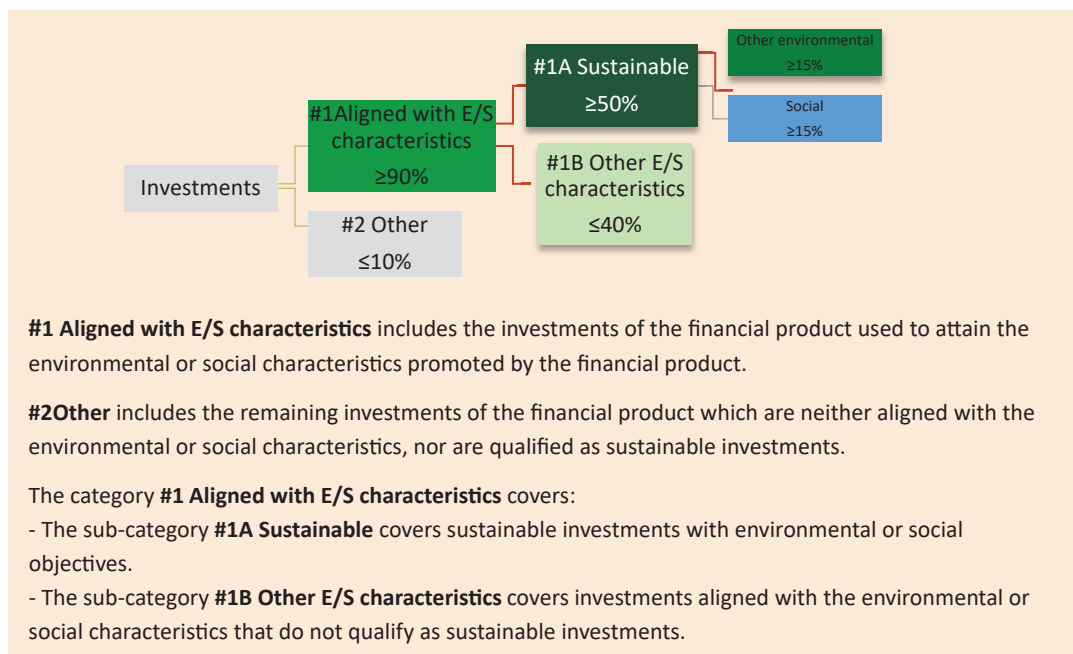 Other environmental
≥15%
#1A Sustainable
≥50%
Social
≥15%
#1Aligned with E/S
characteristics
≥90%
#1B Other E/S
characteristics
≤40%
Investments
#2 Other
≤10%
#1 Aligned with E/S characteristics includes the investments of the financial product used to attain the
environmental or social characteristics promoted by the financial product.
#2Other includes the remaining investments of the financial product which are neither aligned with the
environmental or social characteristics, nor are qualified as sustainable investments.
The category #1 Aligned with E/S characteristics covers:
- The sub-category #1A Sustainable covers sustainable investments with environmental or social
objectives.
- The sub-category #1B Other E/S characteristics covers investments aligned with the environmental or
social characteristics that do not qualify as sustainable investments.